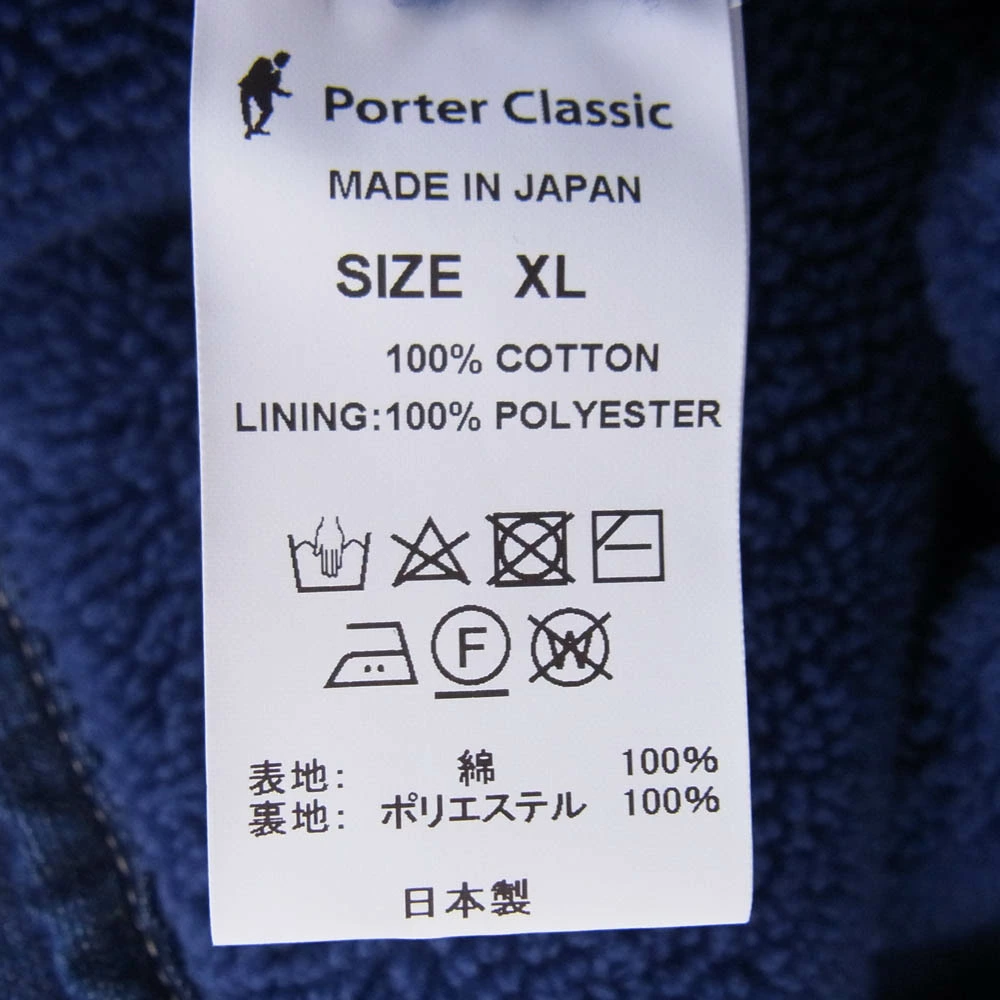 Porter Classic
MADE IN JAPAN
SIZE XL
100% COTTON
LINING:100% POLYESTER
F W
表地: 綿 100%
裏地: ポリエステル 100%
日本製